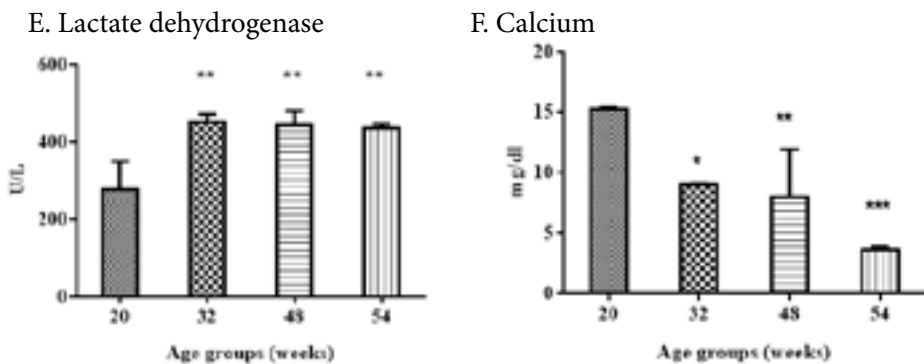 E. Lactate dehydrogenase
600
400
200
0
U/L
**
**
**
20 32 48 54
Age groups (weeks)
F. Calcium
20
15
10
5
0
mg/dl
*
**
***
20 32 48 54
Age groups (weeks)